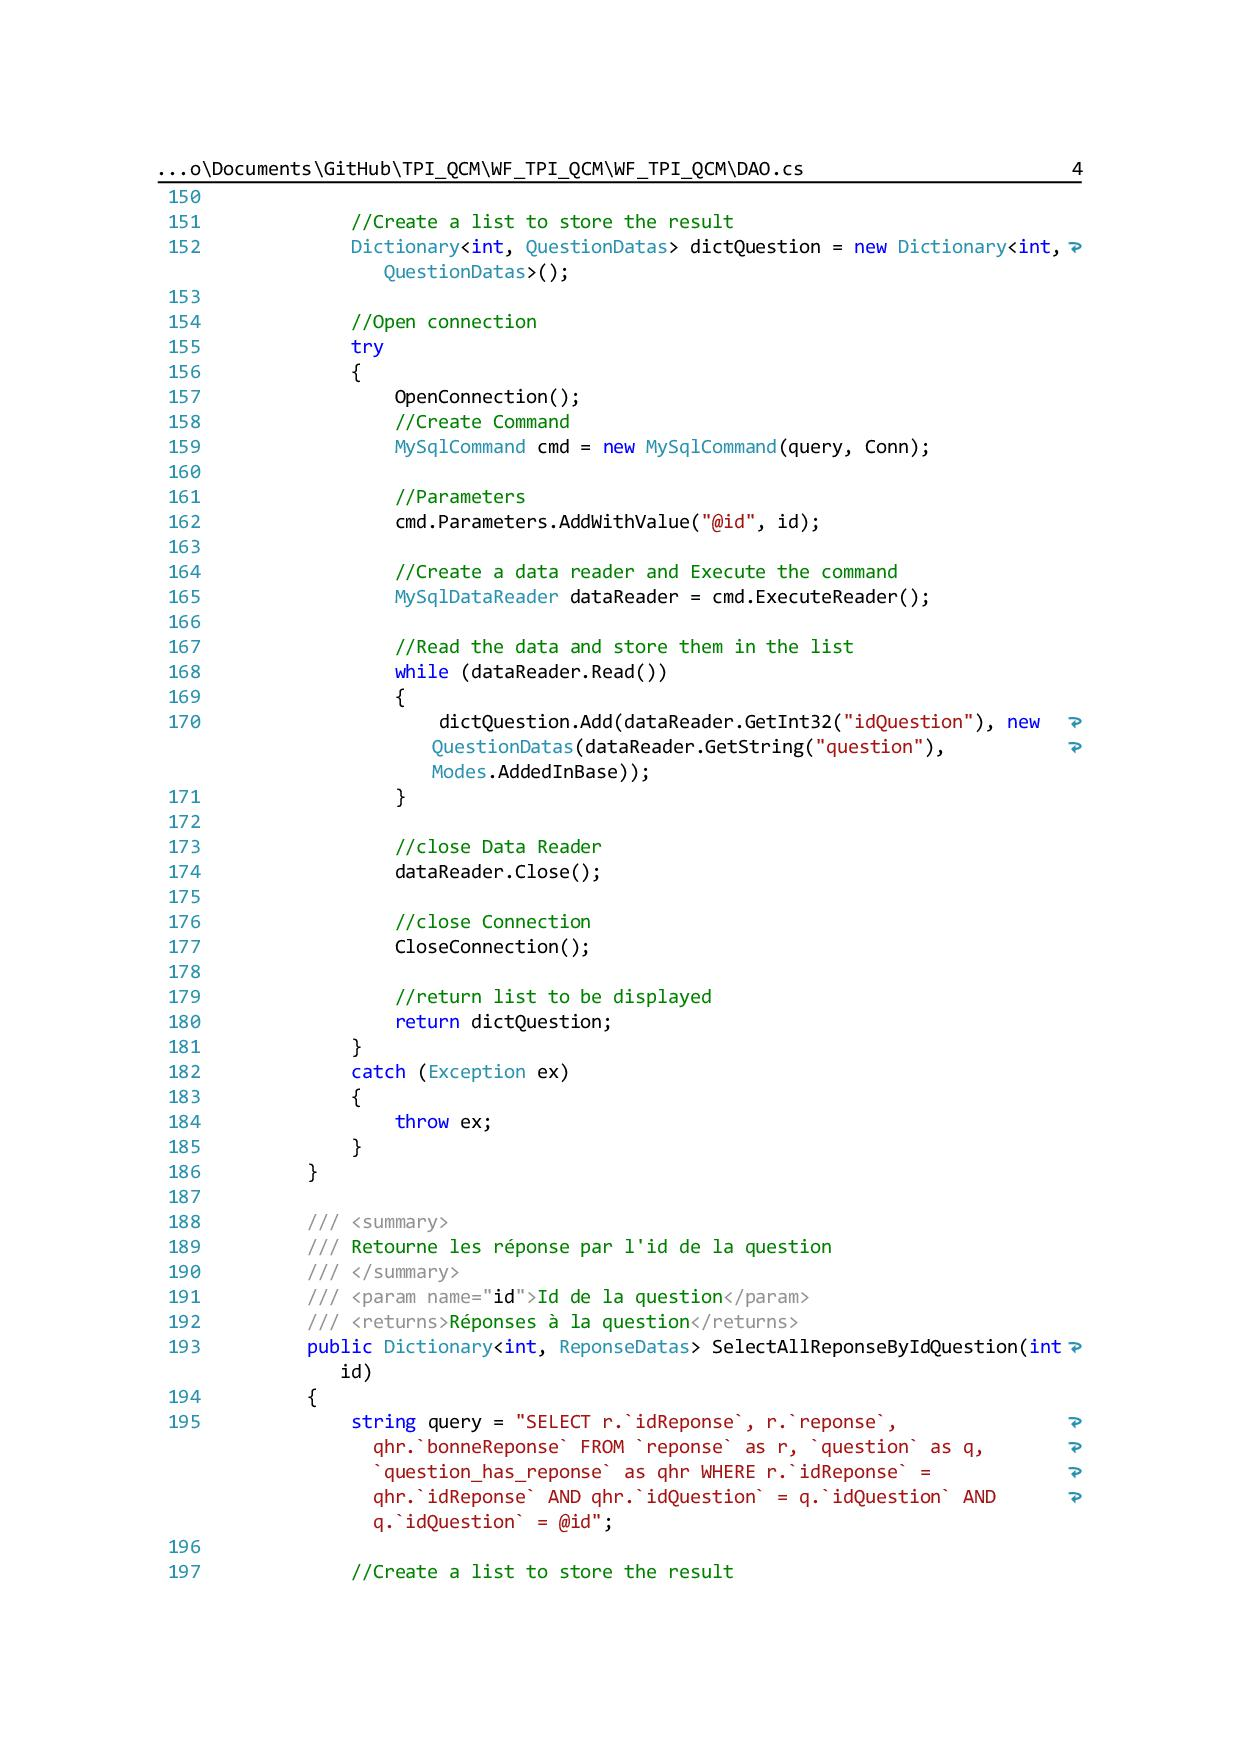 ...o\Documents\GitHub\TPI_QCM\WF_TPI_QCM\WF_TPI_QCM\DAO.cs 4
150
151 //Create a list to store the result
152 Dictionary<int, QuestionDatas> dictQuestion = new Dictionary<int,
QuestionDatas>();
153
154 //Open connection
155 try
156 {
157 OpenConnection();
158 //Create Command
159 MySqlCommand cmd = new MySqlCommand(query, Conn);
160
161 //Parameters
162 cmd.Parameters.AddWithValue("@id", id);
163
164 //Create a data reader and Execute the command
165 MySqlDataReader dataReader = cmd.ExecuteReader();
166
167 //Read the data and store them in the list
168 while (dataReader.Read())
169 {
170 dictQuestion.Add(dataReader.GetInt32("idQuestion"), new
QuestionDatas(dataReader.GetString("question"),
Modes.AddedInBase));
171 }
172
173 //close Data Reader
174 dataReader.Close();
175
176 //close Connection
177 CloseConnection();
178
179 //return list to be displayed
180 return dictQuestion;
181 }
182 catch (Exception ex)
183 {
184 throw ex;
185 }
186 }
187
188 /// <summary>
189 /// Retourne les réponse par l'id de la question
190 /// </summary>
191 /// <param name="id">Id de la question</param>
192 /// <returns>Réponses à la question</returns>
193 public Dictionary<int, ReponseDatas> SelectAllReponseByIdQuestion(int
id)
194 {
195 string query = "SELECT r.`idReponse`, r.`reponse`,
qhr.`bonneReponse` FROM `reponse` as r, `question` as q,
`question_has_reponse` as qhr WHERE r.`idReponse` =
qhr.`idReponse` AND qhr.`idQuestion` = q.`idQuestion` AND
q.`idQuestion` = @id";
196
197 //Create a list to store the result